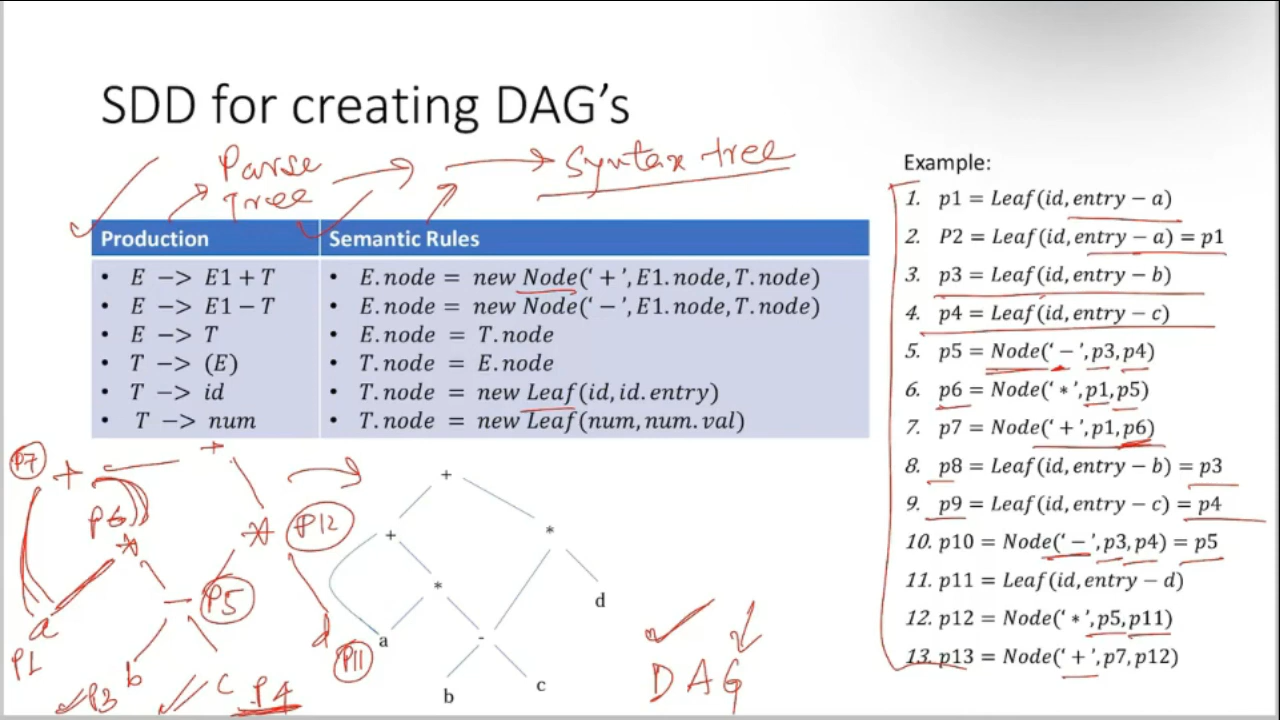 SDD for creating DAG's
Parse
Tree
Syntax tree
Production
Semantic Rules
• E −> E1 + T
• E.node = new Node(‘ + ’, E1.node, T.node)
• E −> E1 − T
• E.node = new Node(‘ − ’, E1.node, T.node)
• E −> T
• E.node = T.node
• T −> (E)
• T.node = E.node
• T −> id
• T.node = new Leaf(id, id.entry)
• T −> num
• T.node = new Leaf(num, num.val)
Example:
1. p1 = Leaf(id, entry − a)
2. P2 = Leaf(id, entry − a) = p1
3. p3 = Leaf(id, entry − b)
4. p4 = Leaf(id, entry − c)
5. p5 = Node(‘ − ’, p3, p4)
6. p6 = Node(‘ * ’, p1, p5)
7. p7 = Node(‘ + ’, p1, p6)
8. p8 = Leaf(id, entry − b) = p3
9. p9 = Leaf(id, entry − c) = p4
10. p10 = Node(‘ − ’, p3, p4) = p5
11. p11 = Leaf(id, entry − d)
12. p12 = Node(‘ * ’, p5, p11)
13. p13 = Node(‘ + ’, p7, p12)
+
P7 +
P6 *
* P12
− P5
a
P1
d
P11
b
P3
c P4
+
+
*
*
d
a
-
b
c
DAG